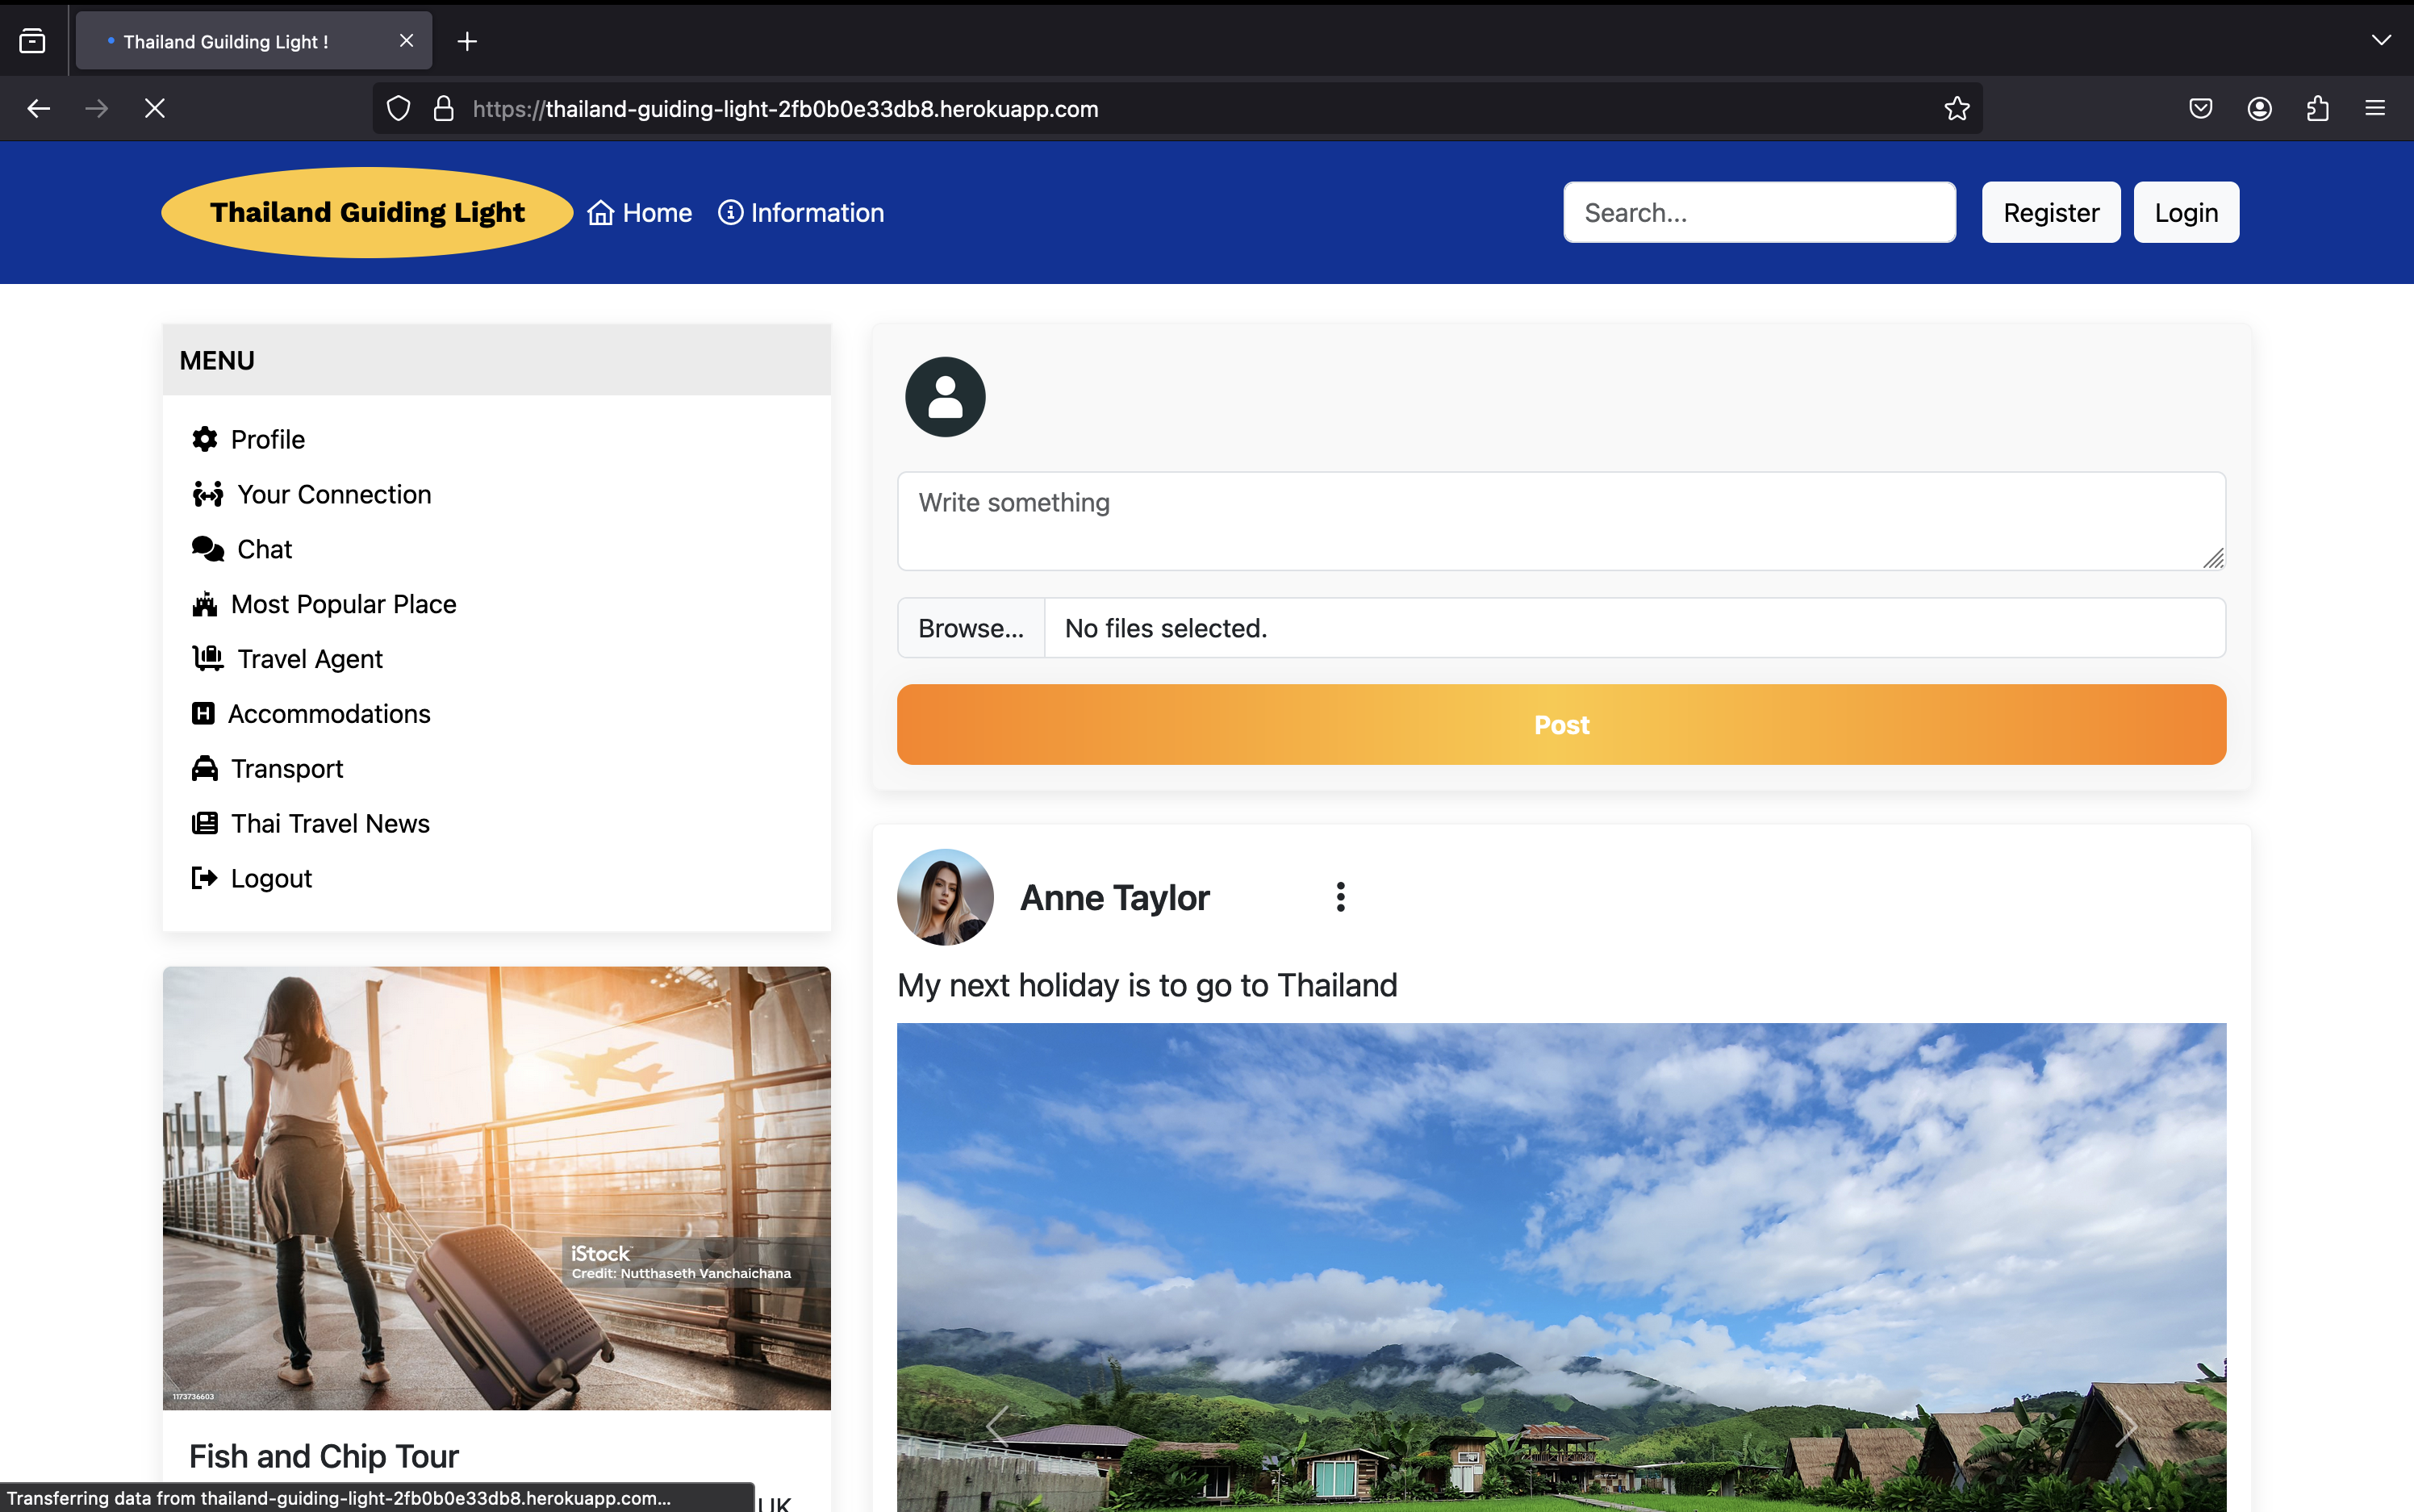 Thailand Guilding Light !
https://thailand-guiding-light-2fb0b0e33db8.herokuapp.com
Thailand Guiding Light
Home
Information
Search...
Register
Login
MENU
Profile
Your Connection
Chat
Most Popular Place
Travel Agent
Accommodations
Transport
Thai Travel News
Logout
Write something
Browse...
No files selected.
Post
Anne Taylor
My next holiday is to go to Thailand
iStock
Credit: Nutthaseth Vanchaichana
1173736603
Fish and Chip Tour
Transferring data from thailand-guiding-light-2fb0b0e33db8.herokuapp.com...
UK